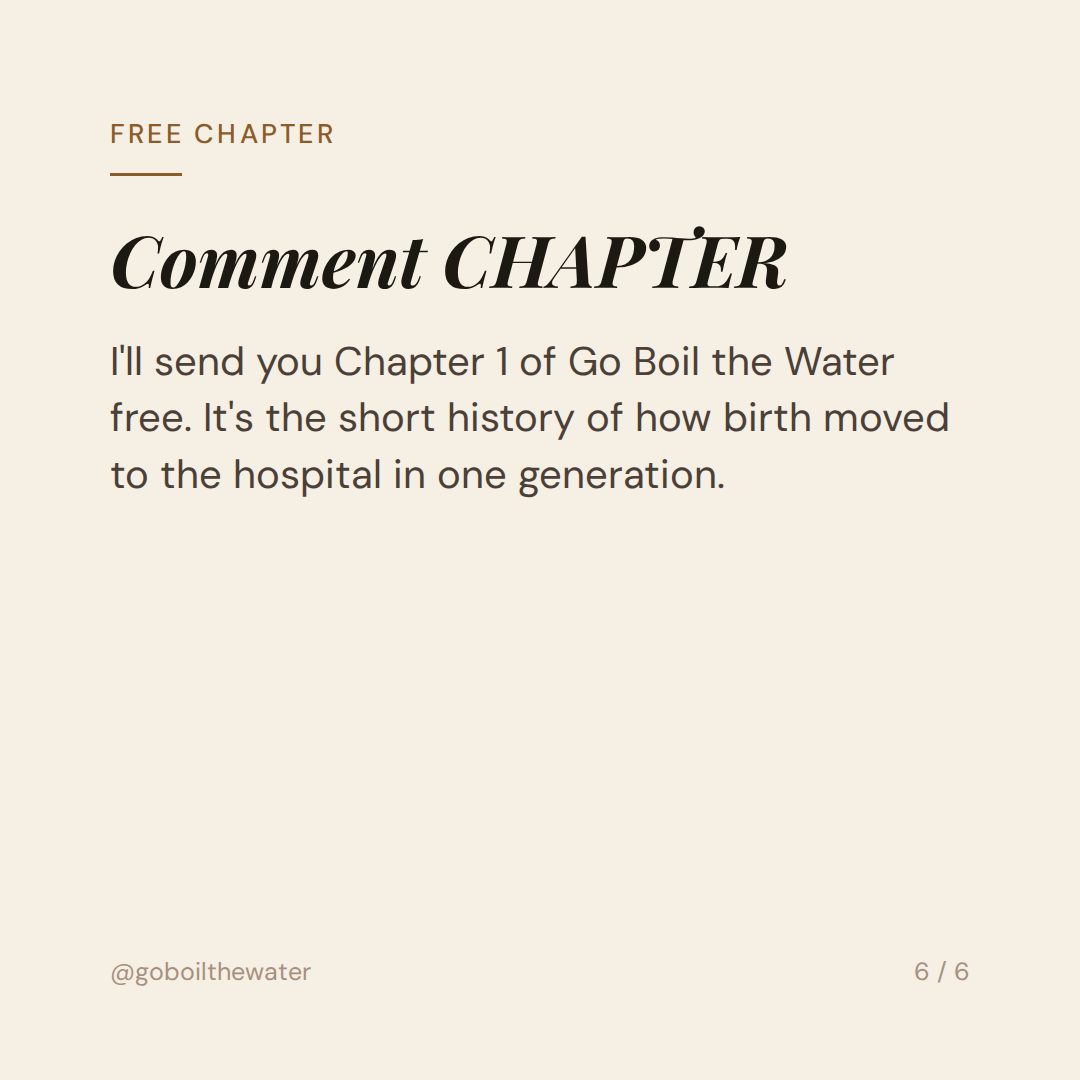 FREE CHAPTER
Comment CHAPTER
I'll send you Chapter 1 of Go Boil the Water
free. It's the short history of how birth moved
to the hospital in one generation.
@goboilthewater
6 / 6